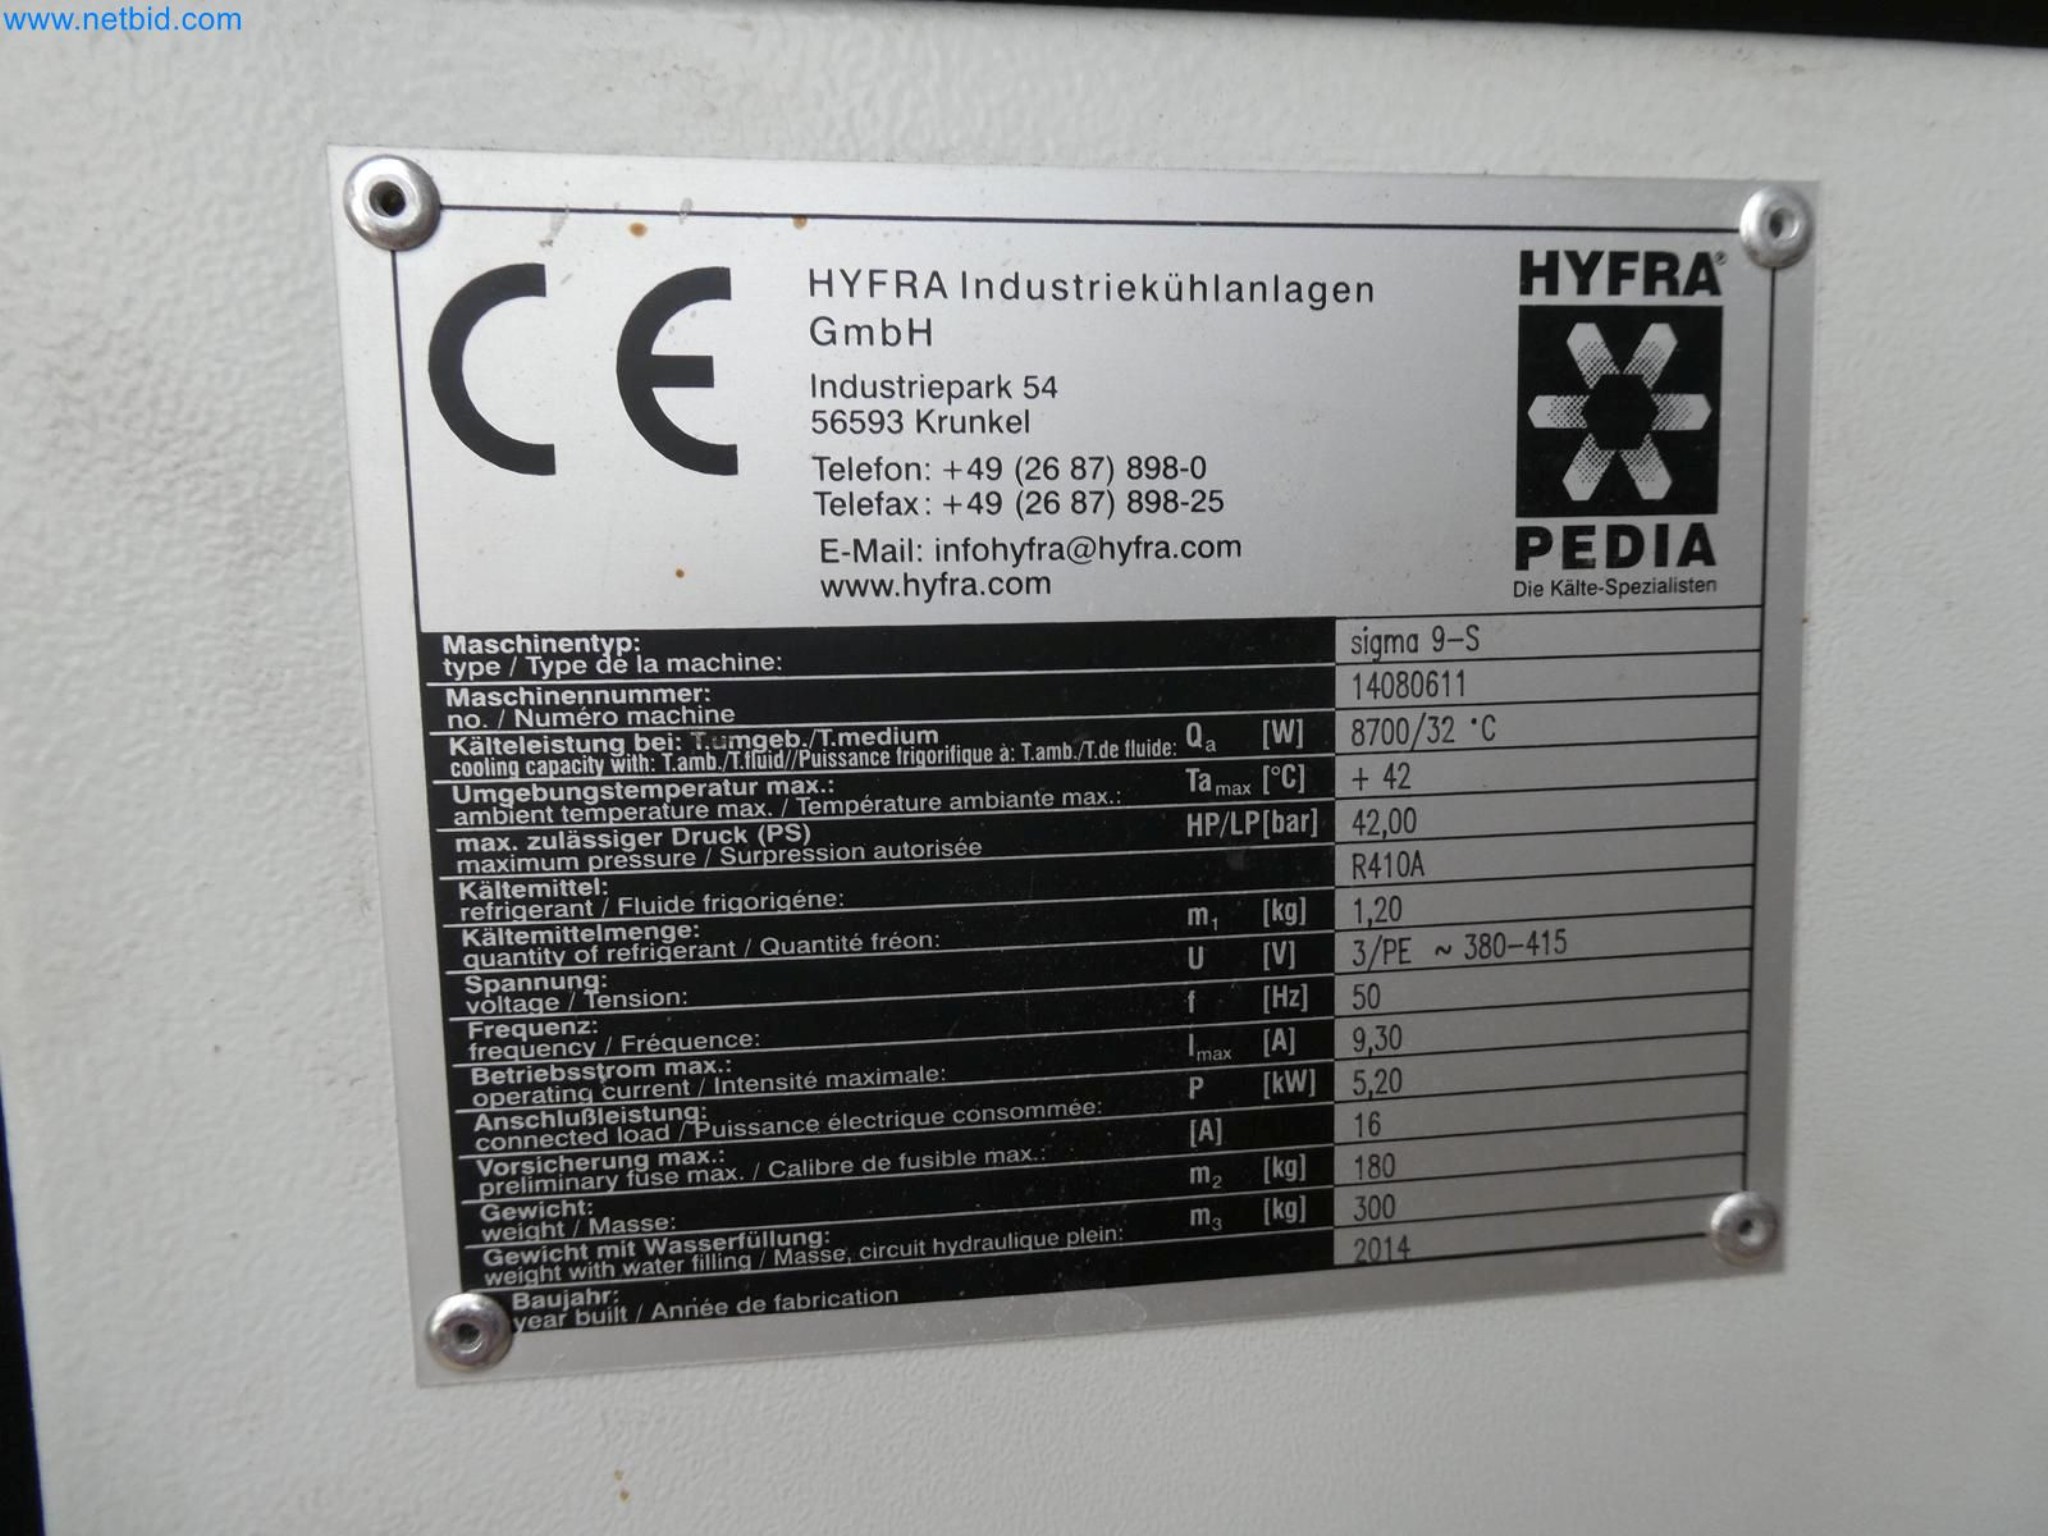 www.netbid.com
CE
HYFRA Industriekühlanlagen
GmbH
Industriepark 54
56593 Krunkel
Telefon: +49 (26 87) 898-0
Telefax: +49 (26 87) 898-25
E-Mail: infohyfra@hyfra.com
www.hyfra.com
HYFRA®
PEDIA
Die Kälte-Spezialisten
Maschinentyp:
type / Type de la machine:
sigma 9-S
Maschinennummer:
no. / Numéro machine
14080611
Kälteleistung bei: T.umgeb./T.medium
cooling capacity with: T.amb./T.fluid//Puissance frigorifique à: T.amb./T.de fluide:
Qa [W]
8700/32 °C
Umgebungstemperatur max.:
ambient temperature max. / Température ambiante max.:
Ta max [°C]
+ 42
max. zulässiger Druck (PS)
maximum pressure / Surpression autorisée
HP/LP[bar]
42,00
Kältemittel:
refrigerant / Fluide frigorigéne:
R410A
Kältemittelmenge:
quantity of refrigerant / Quantité fréon:
m1 [kg]
1,20
Spannung:
voltage / Tension:
U [V]
3/PE ~ 380-415
Frequenz:
frequency / Fréquence:
f [Hz]
50
Betriebsstrom max.:
operating current / Intensité maximale:
Imax [A]
9,30
Anschlußleistung:
connected load / Puissance électrique consommée:
P [kW]
5,20
Vorsicherung max.:
preliminary fuse max. / Calibre de fusible max.:
[A]
16
Gewicht:
weight / Masse:
m2 [kg]
180
Gewicht mit Wasserfüllung:
weight with water filling / Masse, circuit hydraulique plein:
m3 [kg]
300
Baujahr:
year built / Année de fabrication
2014